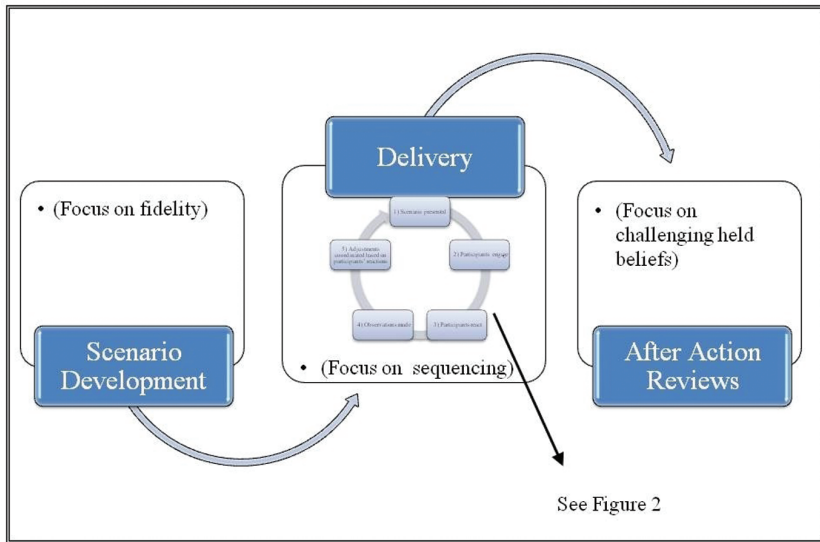 • (Focus on fidelity)
Scenario
Development
Delivery
1) Scenario presented
2) Participants engage
3) Participants react
4) Observations made
5) Adjustments
based on
participants' reactions
• (Focus on sequencing)
• (Focus on
challenging held
beliefs)
After Action
Reviews
See Figure 2